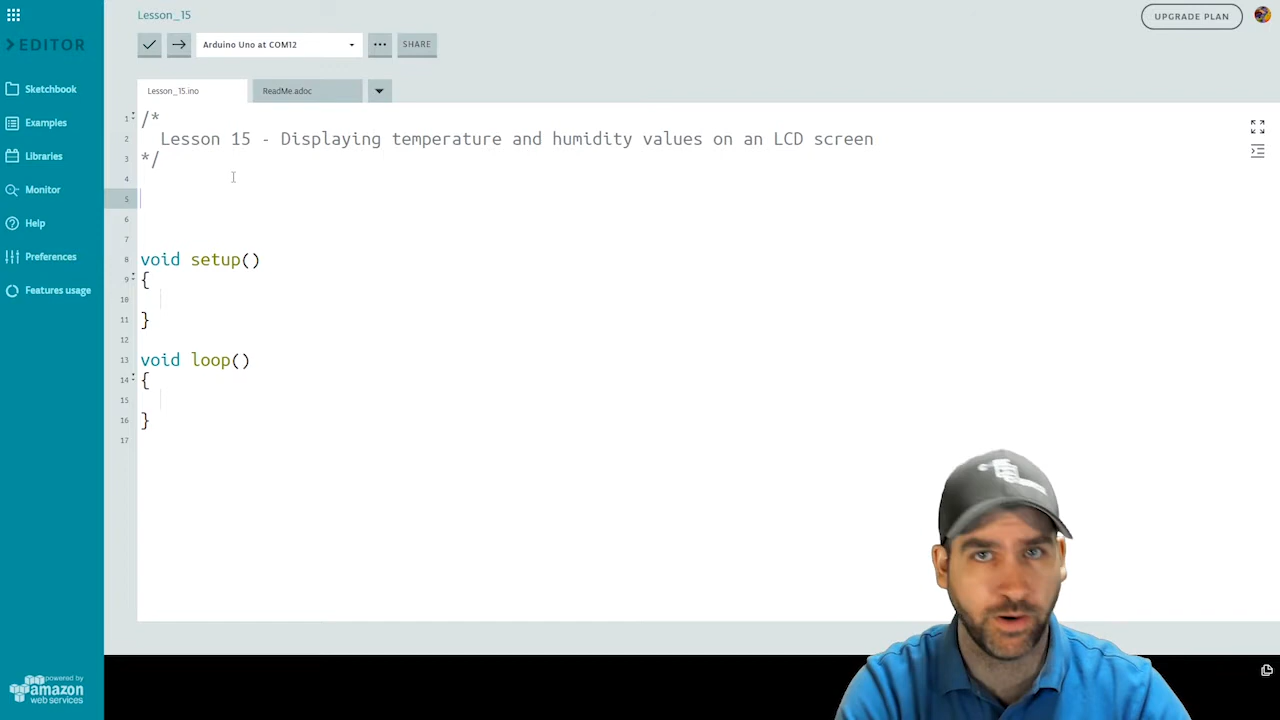 Lesson_15
UPGRADE PLAN
EDITOR
Arduino Uno at COM12
SHARE
Sketchbook
Examples
Libraries
Monitor
Help
Preferences
Features usage
powered by
amazon
web services
Lesson_15.ino
ReadMe.adoc
1 /*
2 Lesson 15 - Displaying temperature and humidity values on an LCD screen
3 */
4
5
6
7
8 void setup()
9 {
10
11 }
12
13 void loop()
14 {
15
16 }
17